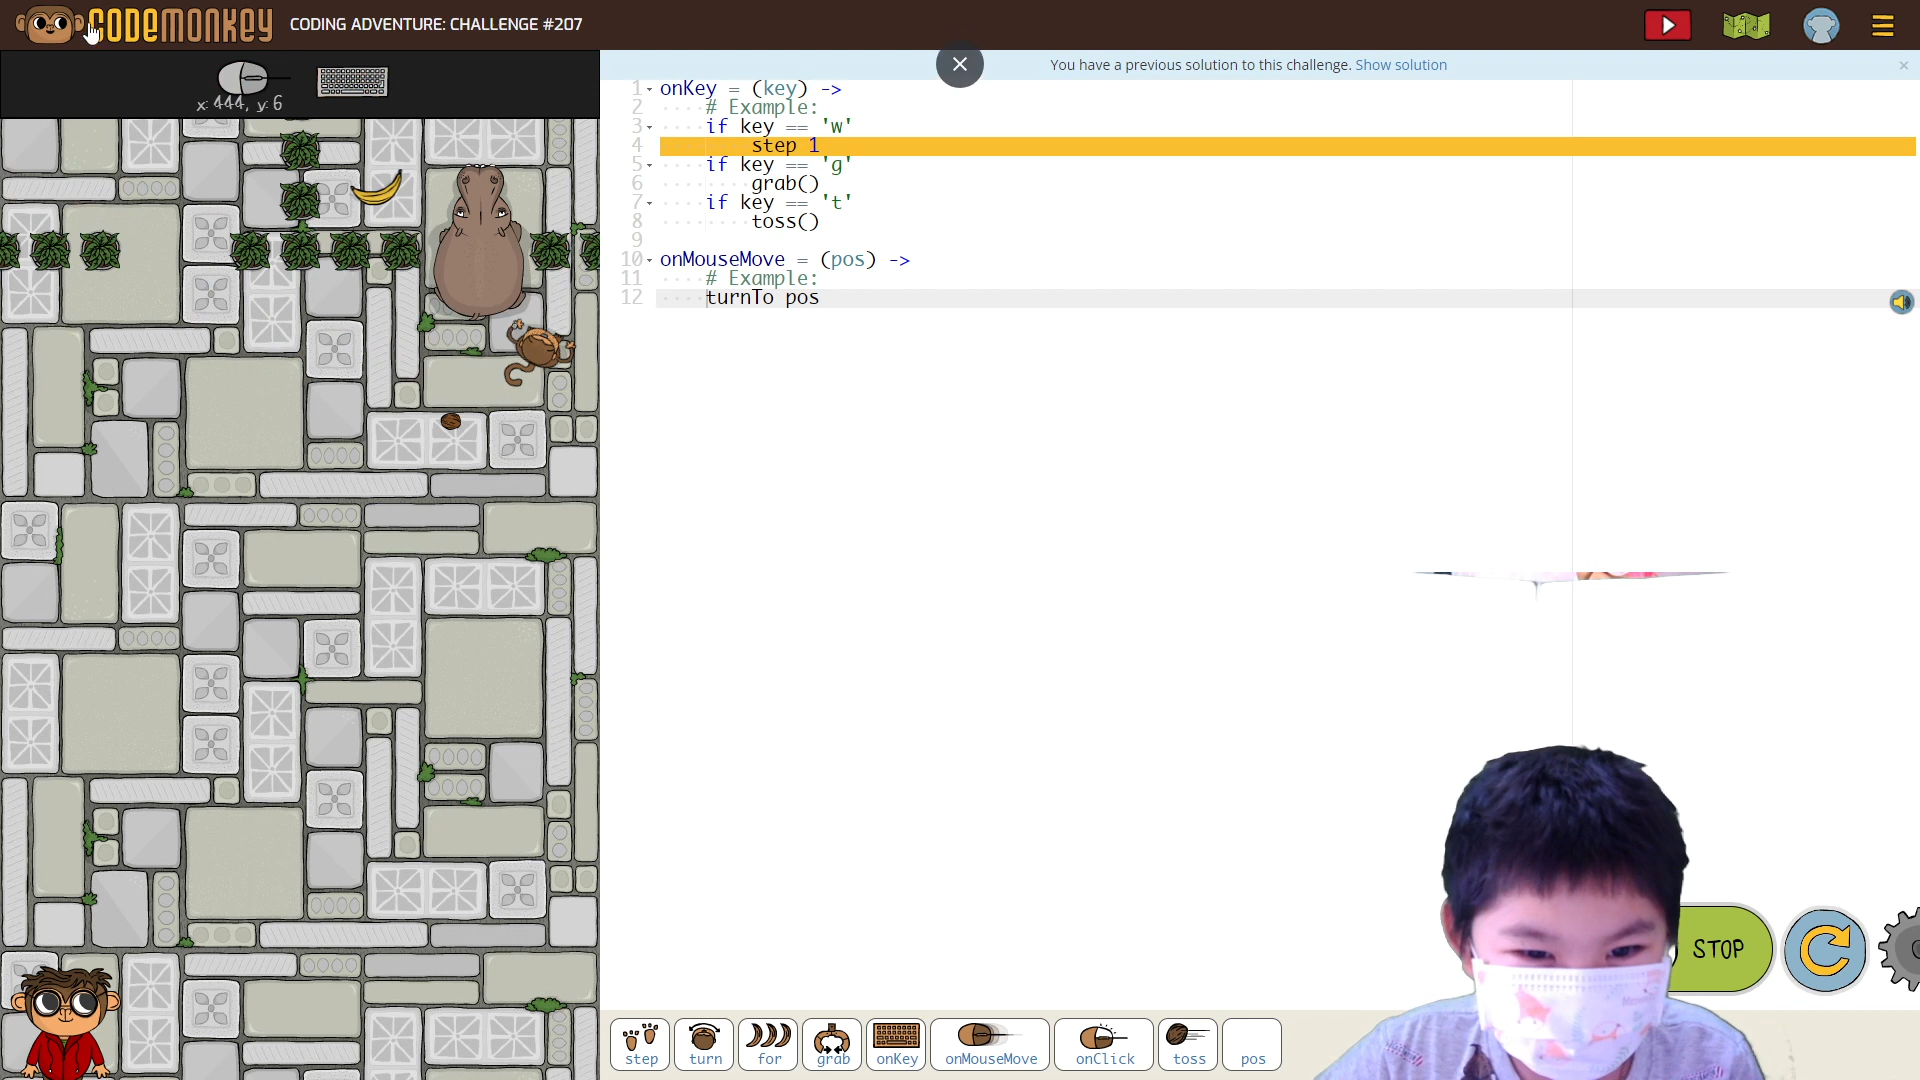 CODEMONKEY
CODING ADVENTURE: CHALLENGE #207
x: 444, y: 6
You have a previous solution to this challenge. Show solution
1 onKey = (key) ->
2 # Example:
3 if key == 'w'
4 step 1
5 if key == 'g'
6 grab()
7 if key == 't'
8 toss()
9
10 onMouseMove = (pos) ->
11 # Example:
12 turnTo pos
STOP
step turn for grab onKey onMouseMove onClick toss pos